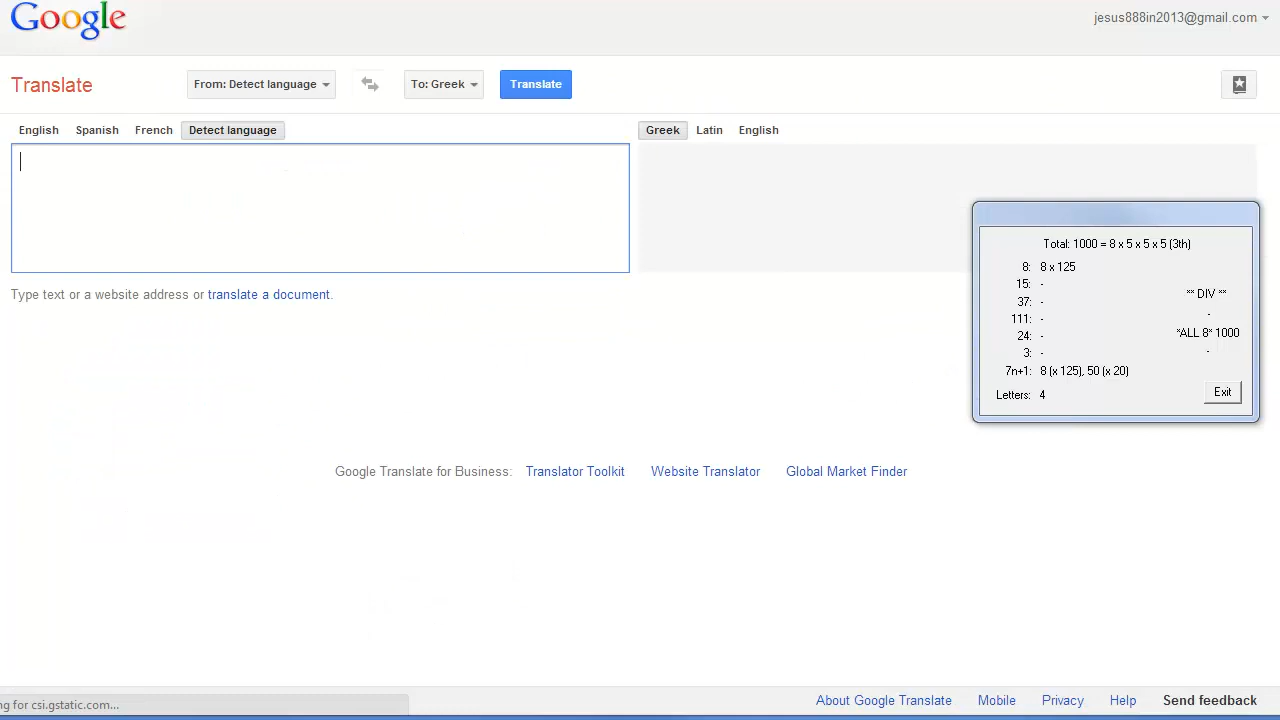 Google
jesus888in2013@gmail.com
Translate
From: Detect language
To: Greek
Translate
English Spanish French Detect language
Greek Latin English
Type text or a website address or translate a document.
Total: 1000 = 8 x 5 x 5 x 5 (3th)
8: 8 x 125
15: -
** DIV **
37: -
-
111: -
*ALL 8* 1000
24: -
3: -
-
7n+1: 8 (x 125), 50 (x 20)
Letters: 4
Exit
Google Translate for Business: Translator Toolkit Website Translator Global Market Finder
About Google Translate Mobile Privacy Help Send feedback
for csi.gstatic.com...